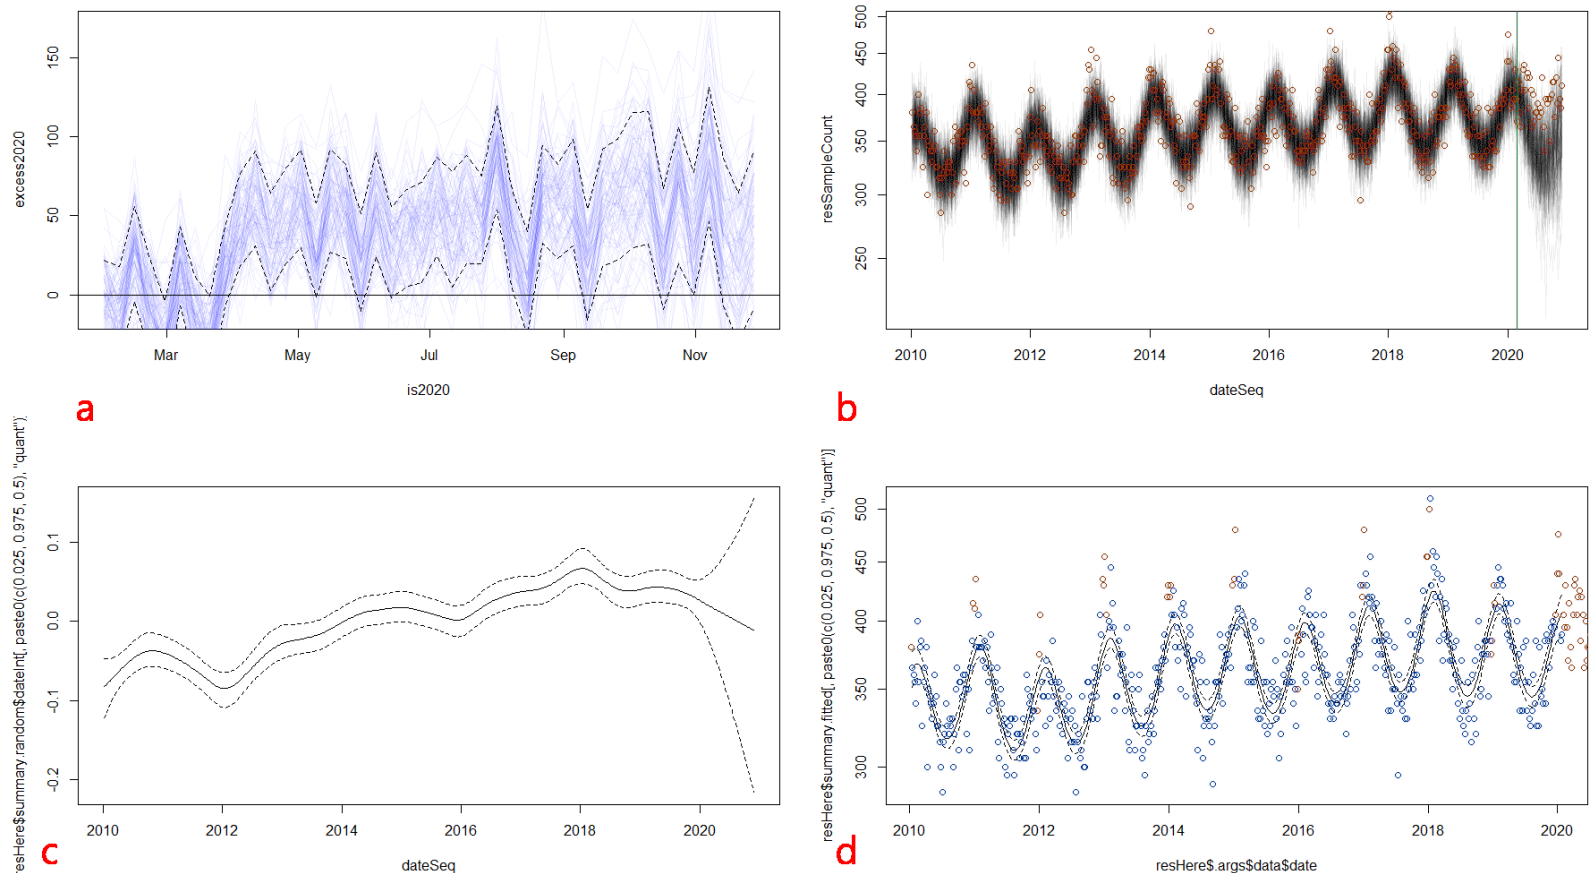 excess2020
150
100
50
0
Mar May Jul Sep Nov
is2020
a
resSampleCount
500
450
400
350
300
250
2010 2012 2014 2016 2018 2020
dateSeq
b
resHere$summary.random$dateInt[, paste0(c(0.025, 0.975, 0.5), "quant")]
0.1
0.0
-0.1
-0.2
2010 2012 2014 2016 2018 2020
dateSeq
c
resHere$summary.fitted[, paste0(c(0.025, 0.975, 0.5), "quant")]
500
450
400
350
300
2010 2012 2014 2016 2018 2020
resHere$.args$data$date
d